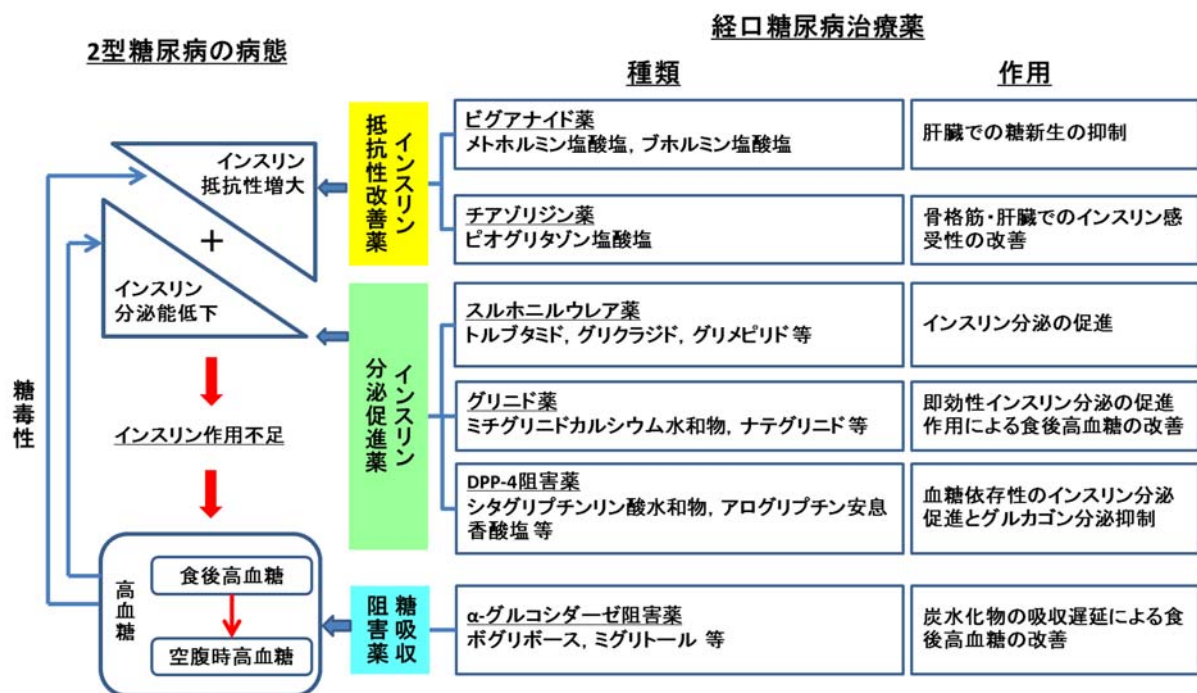 経口糖尿病治療薬
2型糖尿病の病態
種類
作用
インスリン
抵抗性増大
+
インスリン
分泌能低下
インスリン作用不足
糖毒性
高血糖
食後高血糖
空腹時高血糖
インスリン
抵抗性改善薬
ビグアナイド薬
メトホルミン塩酸塩, ブホルミン塩酸塩
肝臓での糖新生の抑制
チアゾリジン薬
ピオグリタゾン塩酸塩
骨格筋・肝臓でのインスリン感
受性の改善
インスリン
分泌促進薬
スルホニルウレア薬
トルブタミド, グリクラジド, グリメピリド 等
インスリン分泌の促進
グリニド薬
ミチグリニドカルシウム水和物, ナテグリニド 等
即効性インスリン分泌の促進
作用による食後高血糖の改善
DPP-4阻害薬
シタグリプチンリン酸水和物, アログリプチン安息
香酸塩 等
血糖依存性のインスリン分泌
促進とグルカゴン分泌抑制
糖吸収
阻害薬
α-グルコシダーゼ阻害薬
ボグリボース, ミグリトール 等
炭水化物の吸収遅延による食
後高血糖の改善